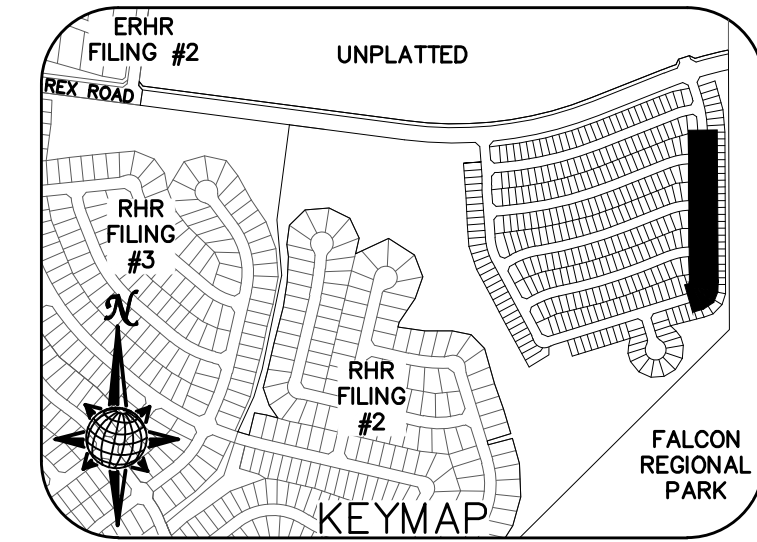 ERHR
FILING #2
UNPLATTED
REX ROAD
RHR
FILING
#3
N
RHR
FILING
#2
FALCON
REGIONAL
PARK
KEYMAP